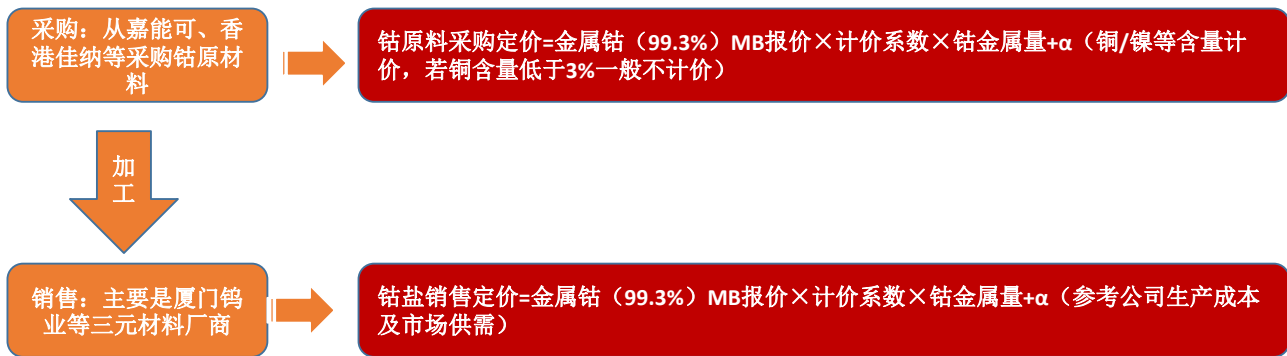 采购：从嘉能可、香
港佳纳等采购钴原材
料
钴原料采购定价=金属钴（99.3%）MB报价×计价系数×钴金属量+α（铜/镍等含量计
价，若铜含量低于3%一般不计价）
加
工
销售：主要是厦门钨
业等三元材料厂商
钴盐销售定价=金属钴（99.3%）MB报价×计价系数×钴金属量+α（参考公司生产成本
及市场供需）